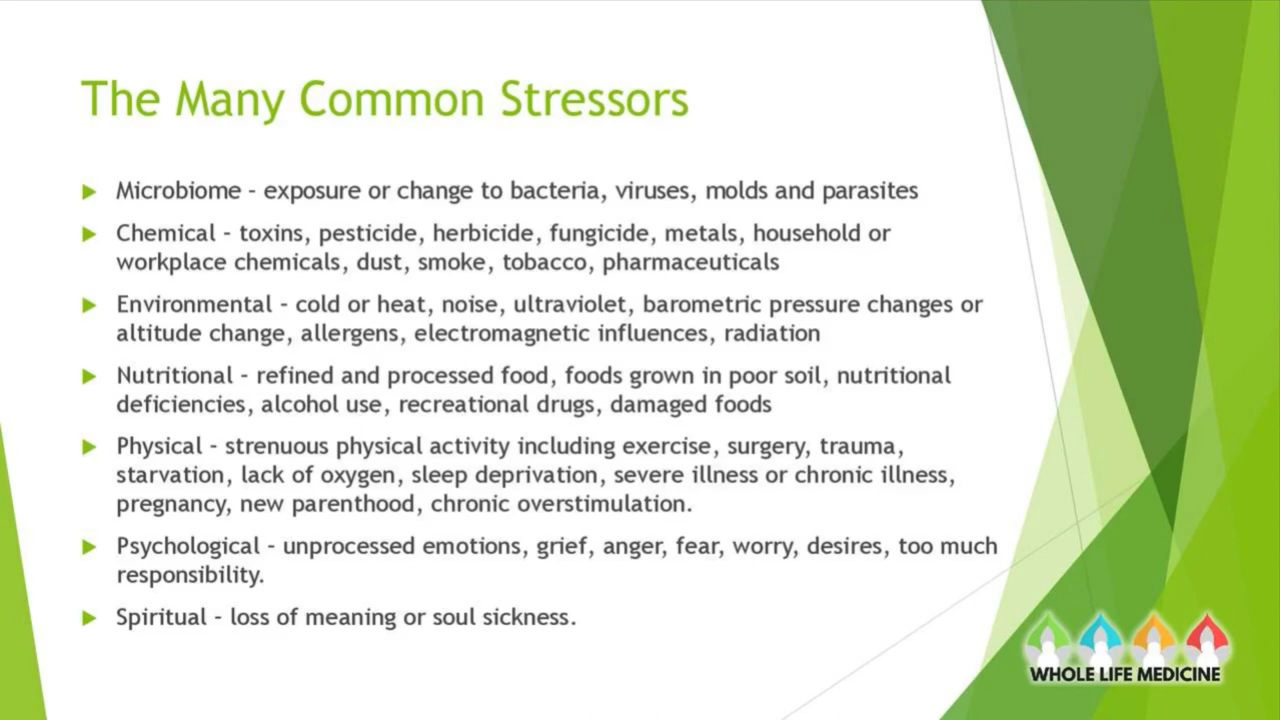 The Many Common Stressors
Microbiome - exposure or change to bacteria, viruses, molds and parasites
Chemical - toxins, pesticide, herbicide, fungicide, metals, household or
workplace chemicals, dust, smoke, tobacco, pharmaceuticals
Environmental - cold or heat, noise, ultraviolet, barometric pressure changes or
altitude change, allergens, electromagnetic influences, radiation
Nutritional - refined and processed food, foods grown in poor soil, nutritional
deficiencies, alcohol use, recreational drugs, damaged foods
Physical - strenuous physical activity including exercise, surgery, trauma,
starvation, lack of oxygen, sleep deprivation, severe illness or chronic illness,
pregnancy, new parenthood, chronic overstimulation.
Psychological - unprocessed emotions, grief, anger, fear, worry, desires, too much
responsibility.
Spiritual - loss of meaning or soul sickness.
WHOLE LIFE MEDICINE